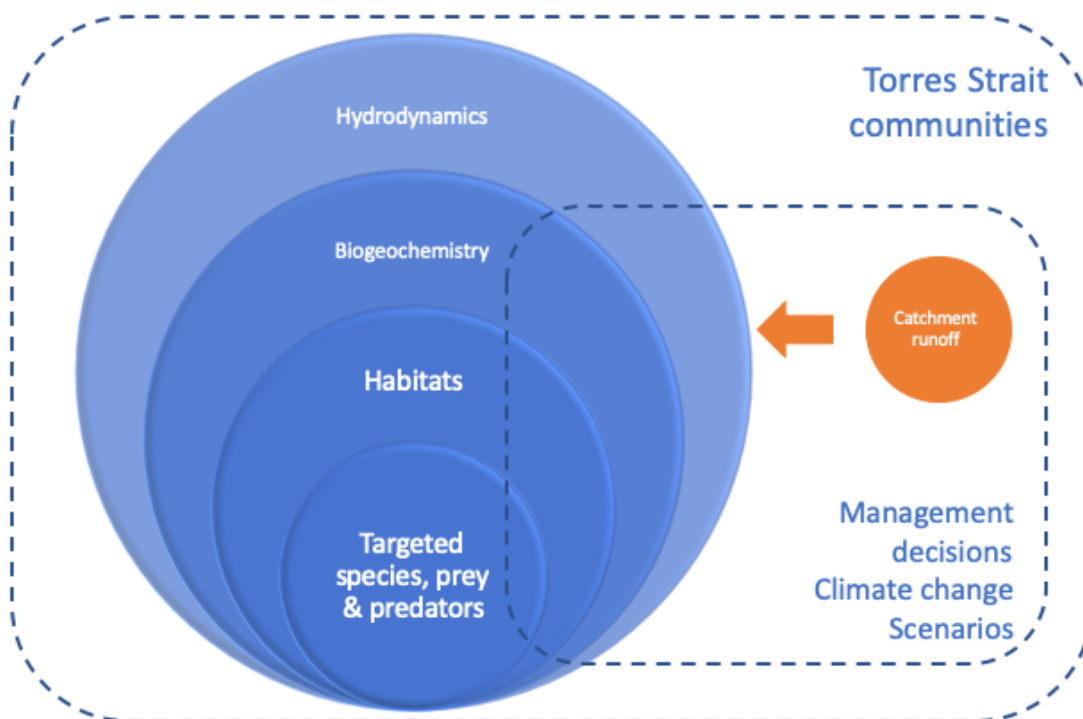 Torres Strait
communities
Hydrodynamics
Biogeochemistry
Habitats
Targeted
species, prey
& predators
Catchment
runoff
Management
decisions
Climate change
Scenarios